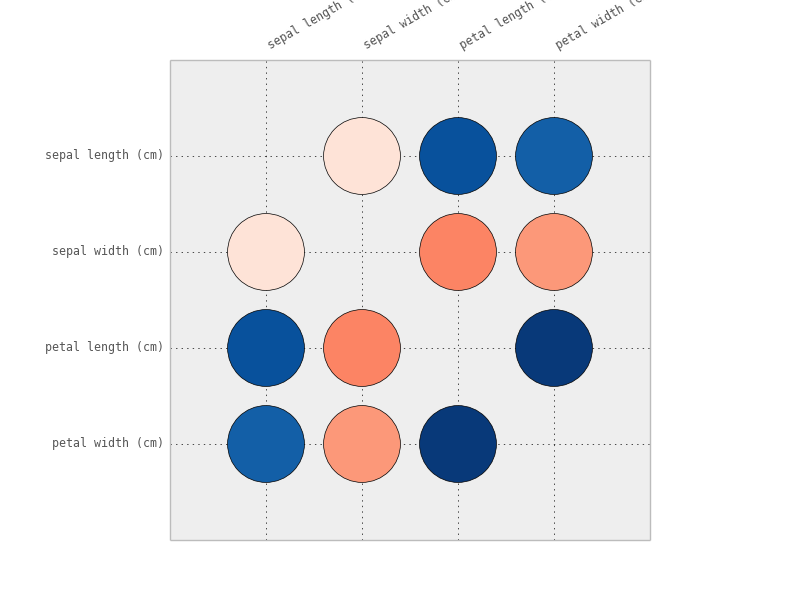 sepal length (
sepal width (c
petal length (
petal width (c
sepal length (cm)
sepal width (cm)
petal length (cm)
petal width (cm)